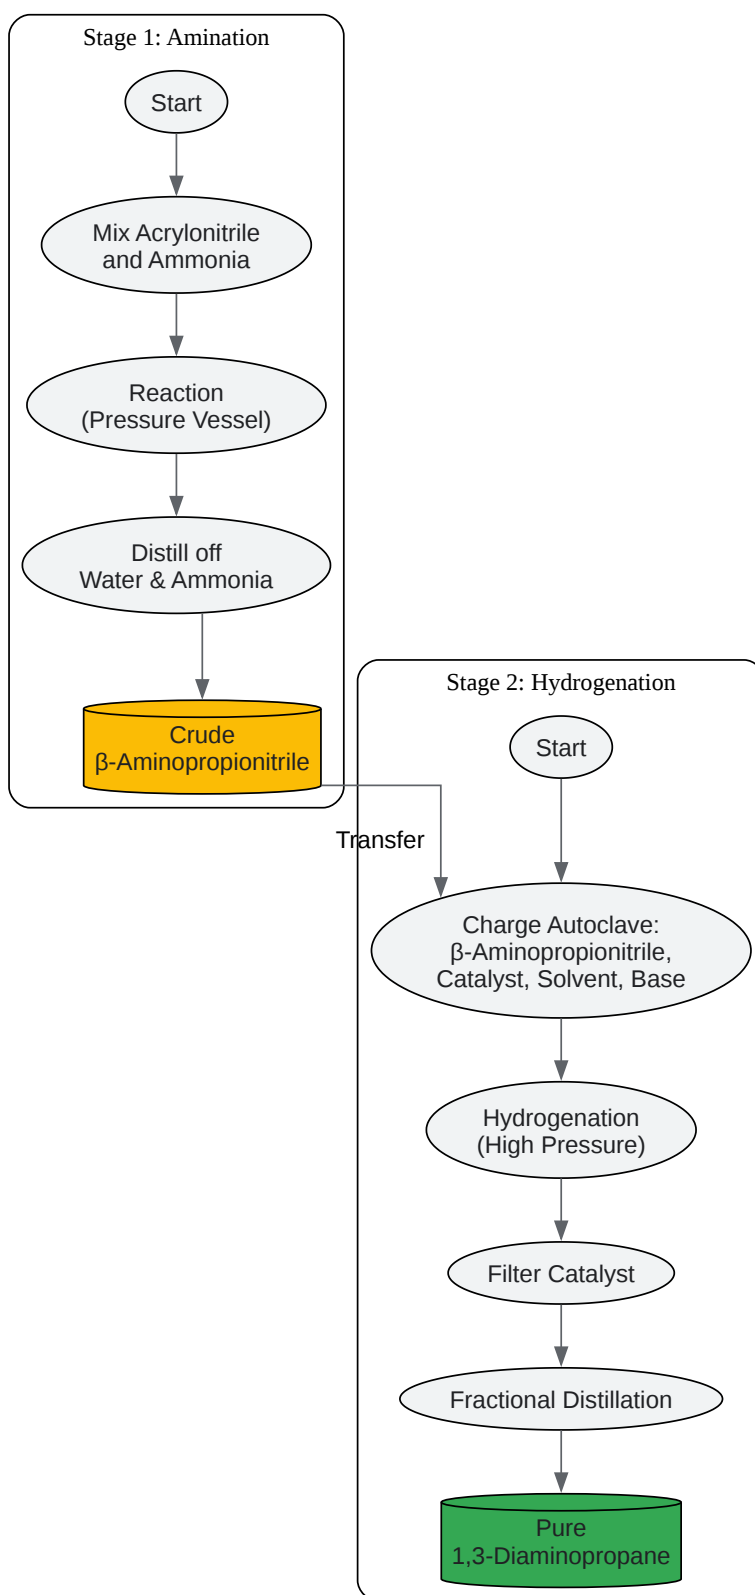 Stage 1: Amination
Start
Mix Acrylonitrile
and Ammonia
Reaction
(Pressure Vessel)
Distill off
Water & Ammonia
Crude
β-Aminopropionitrile
Transfer
Stage 2: Hydrogenation
Start
Charge Autoclave:
β-Aminopropionitrile,
Catalyst, Solvent, Base
Hydrogenation
(High Pressure)
Filter Catalyst
Fractional Distillation
Pure
1,3-Diaminopropane